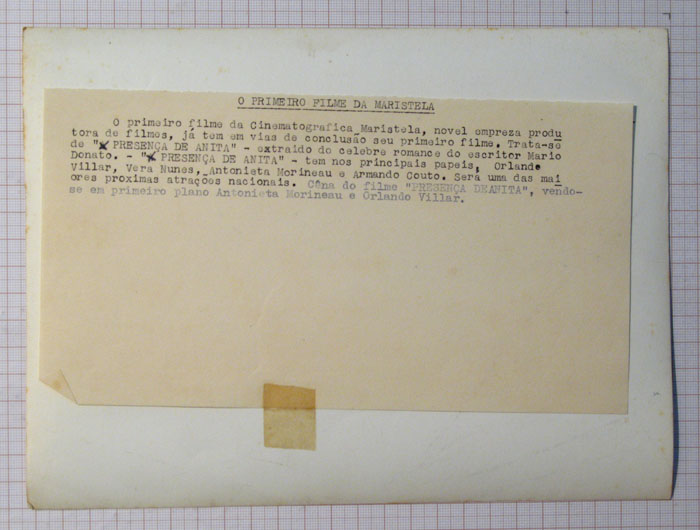 O PRIMEIRO FILME DA MARISTELA
O primeiro filme da Cinematografica Maristela, novel empreza produ
tora de filmes, já tem em vias de conclusão seu primeiro filme. Trata-se
de "PRESENÇA DE ANITA" - extraido do celebre romance do escritor Mario
Donato. - "PRESENÇA DE ANITA" - tem nos principais papeis, Orlando
Villar, Vera Nunes, Antonieta Morineau e Armando Couto. Será uma das mai
ores proximas atrações nacionais. Cêna do filme "PRESENÇA DEANITA", vendo-
se em primeiro plano Antonieta Morineau e Orlando Villar.